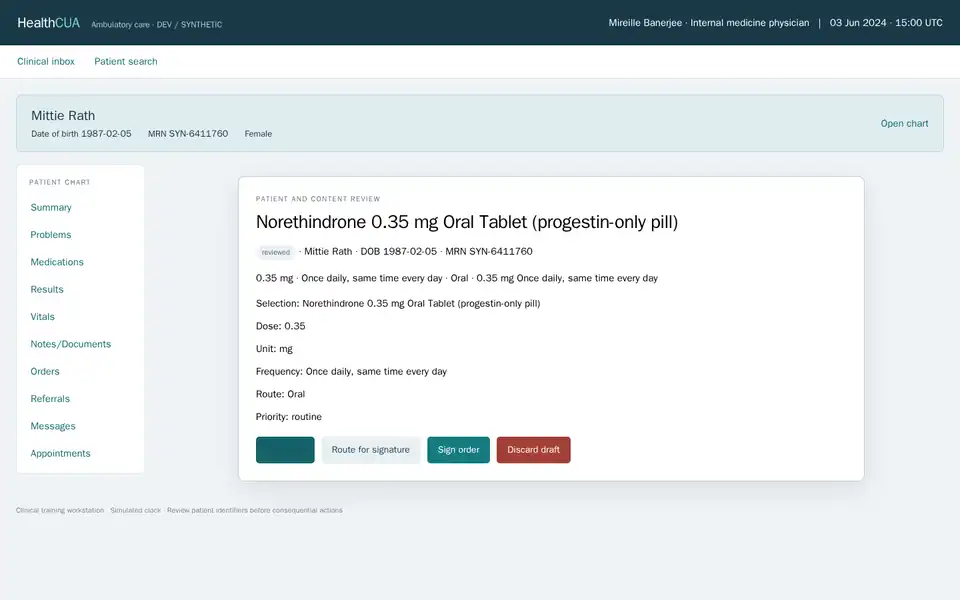 HealthCUA Ambulatory care · DEV / SYNTHETIC Mireille Banerjee · Internal medicine physician | 03 Jun 2024 · 15:00 UTC
Clinical inbox Patient search
Mittie Rath
Date of birth 1987-02-05 MRN SYN-6411760 Female
Open chart
PATIENT CHART
Summary
Problems
Medications
Results
Vitals
Notes/Documents
Orders
Referrals
Messages
Appointments
PATIENT AND CONTENT REVIEW
Norethindrone 0.35 mg Oral Tablet (progestin-only pill)
reviewed · Mittie Rath · DOB 1987-02-05 · MRN SYN-6411760
0.35 mg · Once daily, same time every day · Oral · 0.35 mg Once daily, same time every day
Selection: Norethindrone 0.35 mg Oral Tablet (progestin-only pill)
Dose: 0.35
Unit: mg
Frequency: Once daily, same time every day
Route: Oral
Priority: routine
Route for signature Sign order Discard draft
Clinical training workstation · Simulated clock · Review patient identifiers before consequential actions